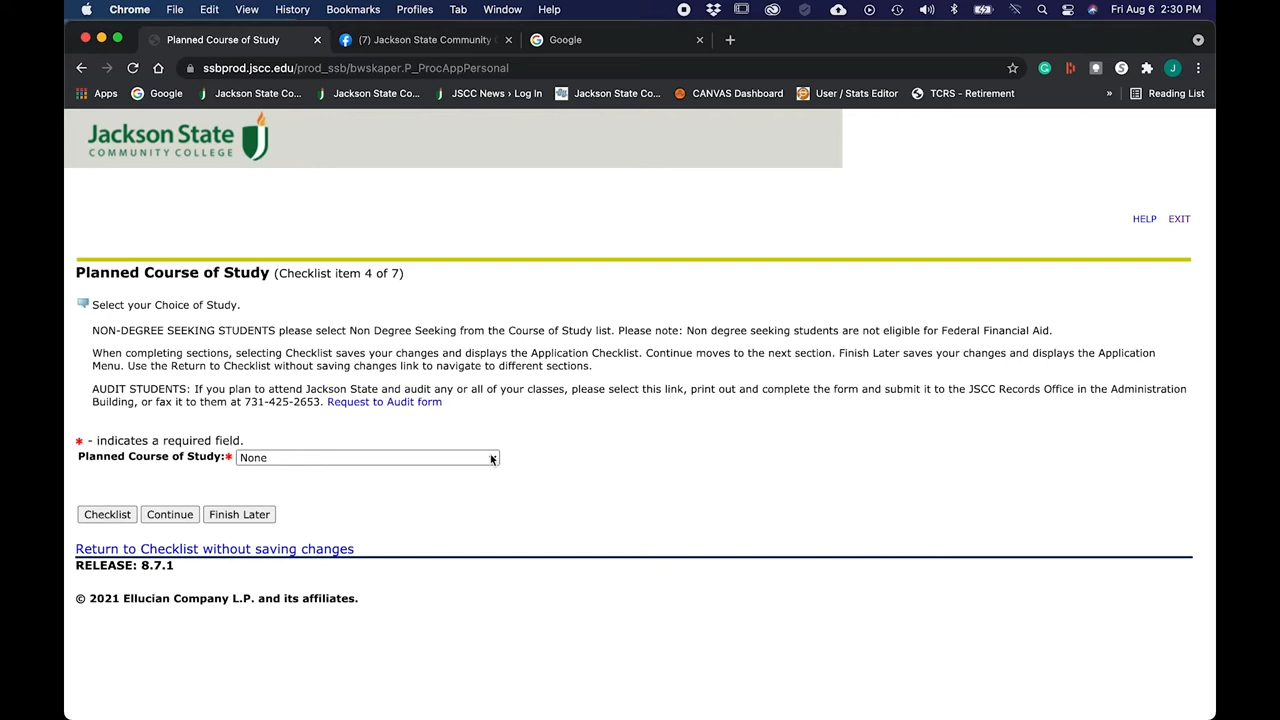 Chrome File Edit View History Bookmarks Profiles Tab Window Help Fri Aug 6 2:30 PM
Planned Course of Study (7) Jackson State Community C Google
ssbprod.jscc.edu/prod_ssb/bwskaper.P_ProcAppPersonal
Apps Google Jackson State Co... Jackson State Co... JSCC News › Log In Jackson State Co... CANVAS Dashboard User / Stats Editor TCRS - Retirement » Reading List
Jackson State
COMMUNITY COLLEGE
HELP EXIT
Planned Course of Study (Checklist item 4 of 7)
Select your Choice of Study.
NON-DEGREE SEEKING STUDENTS please select Non Degree Seeking from the Course of Study list. Please note: Non degree seeking students are not eligible for Federal Financial Aid.
When completing sections, selecting Checklist saves your changes and displays the Application Checklist. Continue moves to the next section. Finish Later saves your changes and displays the Application
Menu. Use the Return to Checklist without saving changes link to navigate to different sections.
AUDIT STUDENTS: If you plan to attend Jackson State and audit any or all of your classes, please select this link, print out and complete the form and submit it to the JSCC Records Office in the Administration
Building, or fax it to them at 731-425-2653. Request to Audit form
* - indicates a required field.
Planned Course of Study:* None
Checklist Continue Finish Later
Return to Checklist without saving changes
RELEASE: 8.7.1
© 2021 Ellucian Company L.P. and its affiliates.